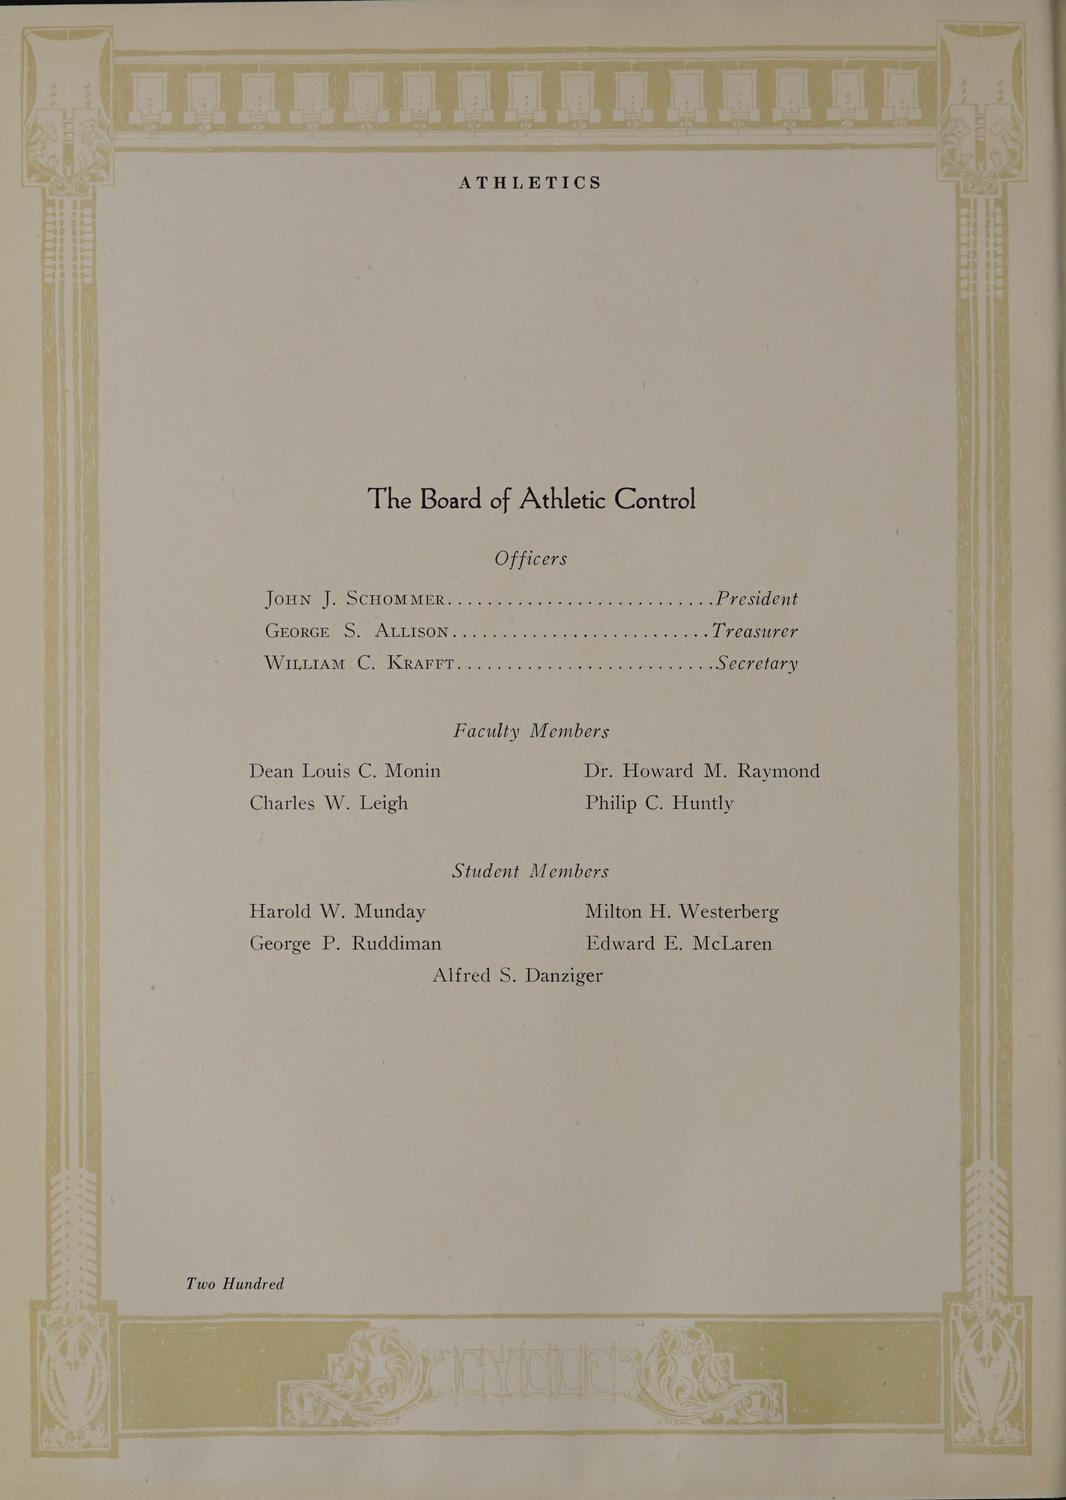 ATHLETICS
The Board of Athletic Control
Officers
JOHN J. SCHOMMER...........................President
GEORGE S. ALLISON..........................Treasurer
WILLIAM C. KRAFFT..........................Secretary
Faculty Members
Dean Louis C. Monin Dr. Howard M. Raymond
Charles W. Leigh Philip C. Huntly
Student Members
Harold W. Munday Milton H. Westerberg
George P. Ruddiman Edward E. McLaren
Alfred S. Danziger
Two Hundred
CYCLE